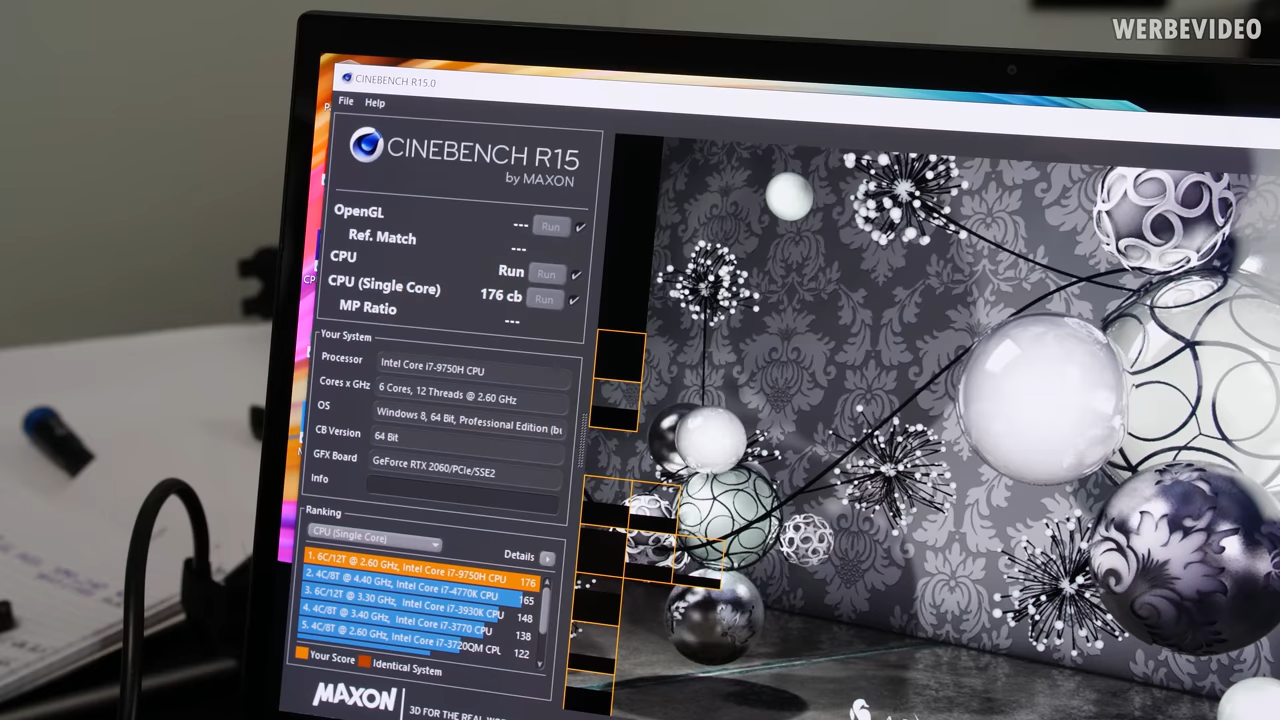 WERBEVIDEO
CINEBENCH R15.0
File Help
CINEBENCH R15
by MAXON
OpenGL --- Run
Ref. Match ---
CPU Run Run
CPU (Single Core) 176 cb Run
MP Ratio ---
Your System
Processor Intel Core i7-9750H CPU
Cores x GHz 6 Cores, 12 Threads @ 2.60 GHz
OS Windows 8, 64 Bit, Professional Edition (bu
CB Version 64 Bit
GFX Board GeForce RTX 2060/PCIe/SSE2
Info
Ranking
CPU (Single Core) Details
1. 6C/12T @ 2.60 GHz, Intel Core i7-9750H CPU 176
2. 4C/8T @ 4.40 GHz, Intel Core i7-4770K CPU 165
3. 6C/12T @ 3.30 GHz, Intel Core i7-3930K CPU 148
4. 4C/8T @ 3.40 GHz, Intel Core i7-3770 CPU 138
5. 4C/8T @ 2.60 GHz, Intel Core i7-3720QM CPU 122
Your Score Identical System
MAXON 3D FOR THE REAL